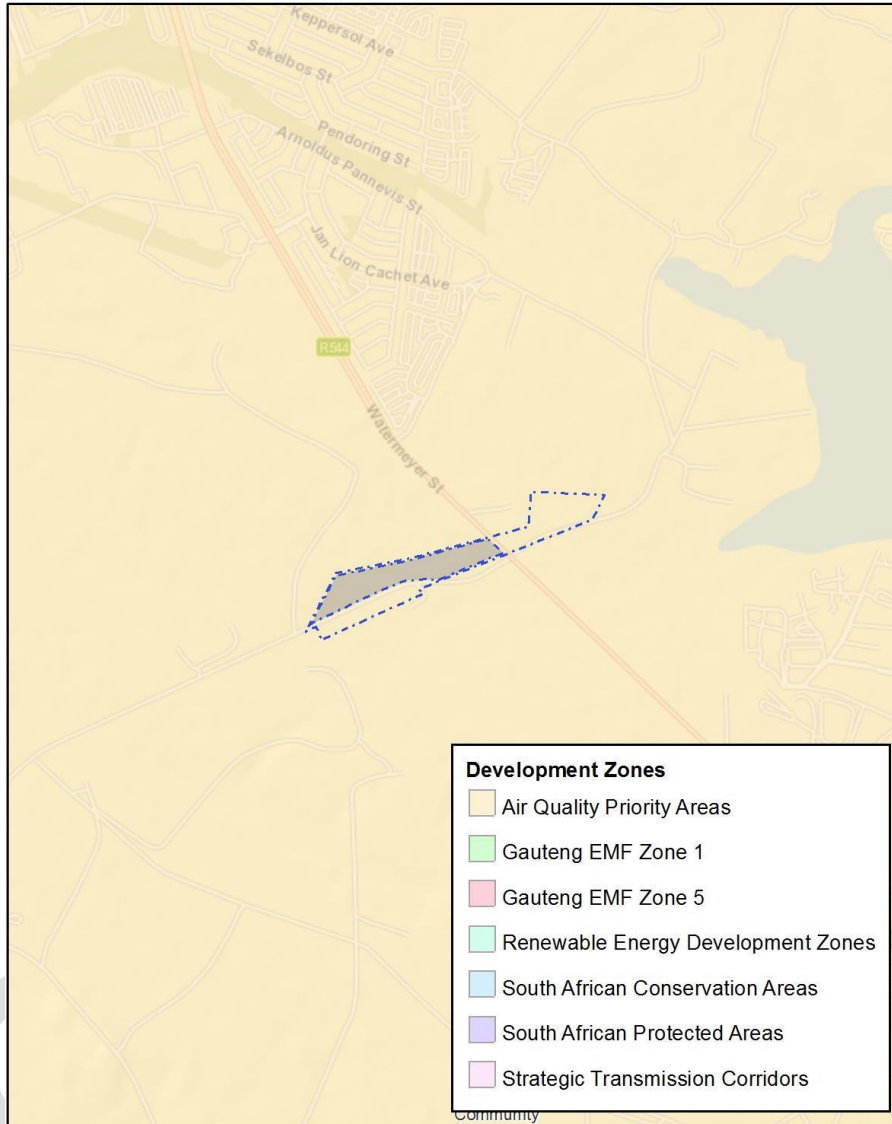 Keppersol Ave
Sekelbos St
Pendoring St
Arnoldus Pannevis St
Jan Lion Cachet Ave
R544
Watermeyer St
Development Zones
Air Quality Priority Areas
Gauteng EMF Zone 1
Gauteng EMF Zone 5
Renewable Energy Development Zones
South African Conservation Areas
South African Protected Areas
Strategic Transmission Corridors
Community